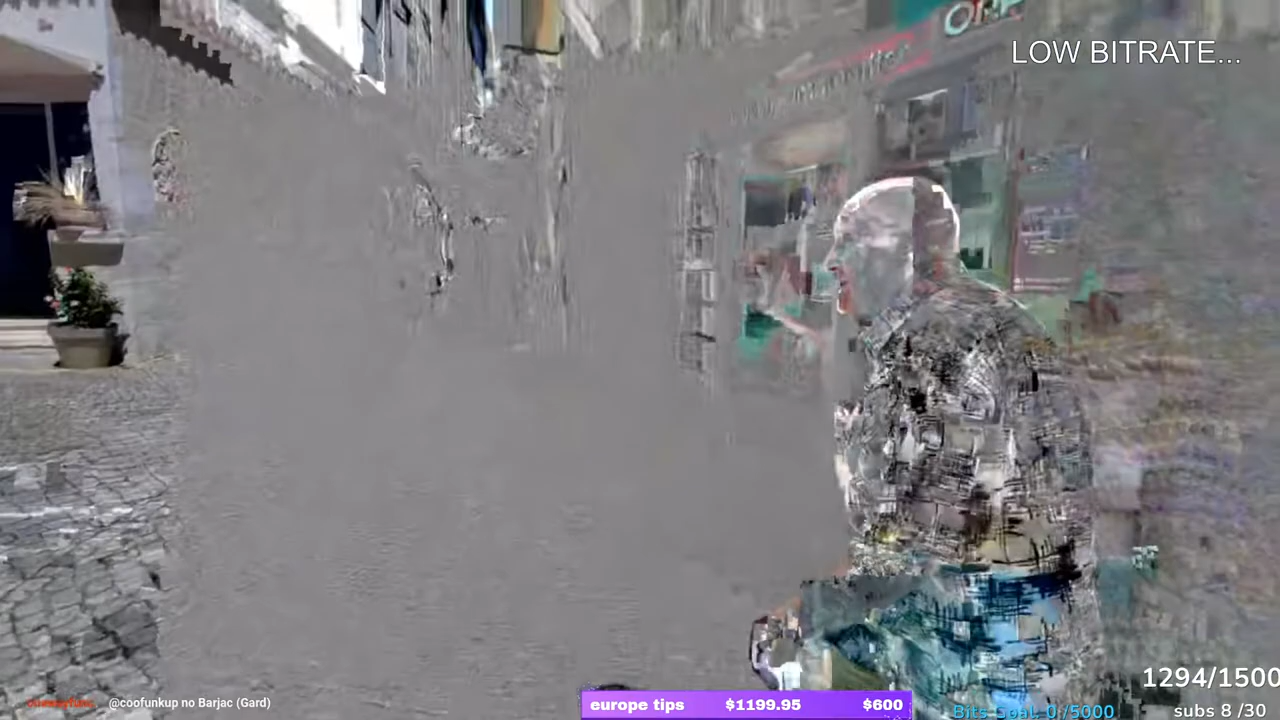 LOW BITRATE...
1294/1500
@coofunkup no Barjac (Gard)
europe tips $1199.95 $600
Bits Goal: 0 /5000
subs 8 /30